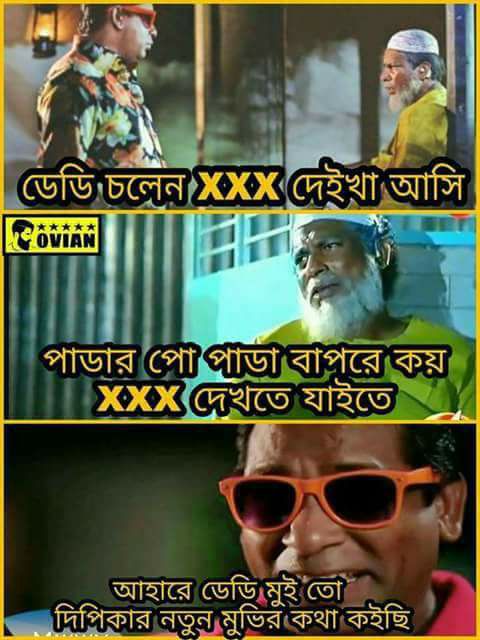 ডেডি চলেন XXX দেইখা আসি
OVIAN
পাডার পো পাডা বাপরে কয়
XXX দেখতে যাইতে
আহারে ডেডি মুই তো
দিপিকার নতুন মুভির কথা কইছি